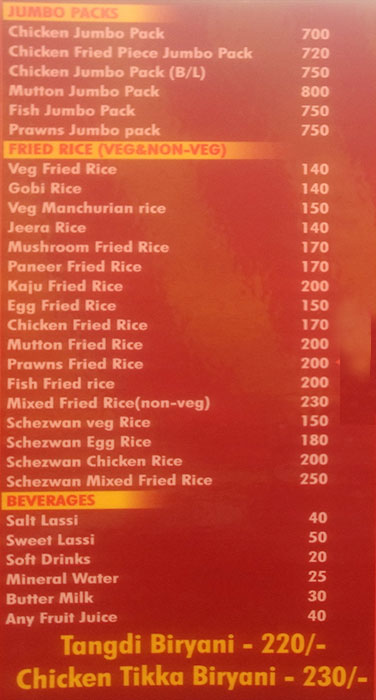 JUMBO PACKS
Chicken Jumbo Pack 700
Chicken Fried Piece Jumbo Pack 720
Chicken Jumbo Pack (B/L) 750
Mutton Jumbo Pack 800
Fish Jumbo Pack 750
Prawns Jumbo pack 750
FRIED RICE (VEG&NON-VEG)
Veg Fried Rice 140
Gobi Rice 140
Veg Manchurian rice 150
Jeera Rice 140
Mushroom Fried Rice 170
Paneer Fried Rice 170
Kaju Fried Rice 200
Egg Fried Rice 150
Chicken Fried Rice 170
Mutton Fried Rice 200
Prawns Fried Rice 200
Fish Fried rice 200
Mixed Fried Rice(non-veg) 230
Schezwan veg Rice 150
Schezwan Egg Rice 180
Schezwan Chicken Rice 200
Schezwan Mixed Fried Rice 250
BEVERAGES
Salt Lassi 40
Sweet Lassi 50
Soft Drinks 20
Mineral Water 25
Butter Milk 30
Any Fruit Juice 40
Tangdi Biryani - 220/-
Chicken Tikka Biryani - 230/-